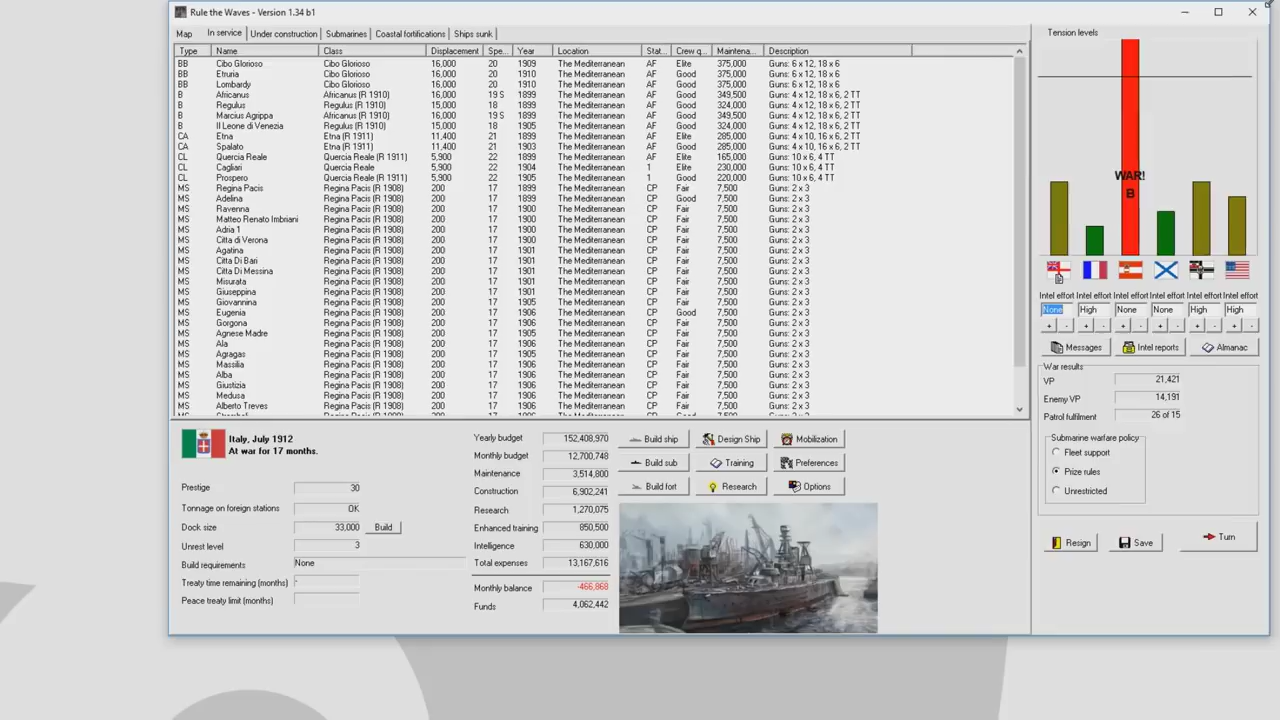 Rule the Waves - Version 1.34 b1
Map In service Under construction Submarines Coastal fortifications Ships sunk
Type Name Class Displacement Spe... Year Location Stat... Crew q... Maintena... Description
BB Cibo Glorioso Cibo Glorioso 16,000 20 1909 The Mediterranean AF Elite 375,000 Guns: 6 x 12, 18 x 6
BB Etruria Cibo Glorioso 16,000 20 1910 The Mediterranean AF Good 375,000 Guns: 6 x 12, 18 x 6
BB Lombardy Cibo Glorioso 16,000 20 1910 The Mediterranean AF Good 375,000 Guns: 6 x 12, 18 x 6
B Africanus Africanus (R 1910) 16,000 19 S 1899 The Mediterranean AF Good 349,500 Guns: 4 x 12, 18 x 6, 2 TT
B Regulus Regulus (R 1910) 15,000 18 1899 The Mediterranean AF Good 324,000 Guns: 4 x 12, 18 x 6, 2 TT
B Marcius Agrippa Africanus (R 1910) 16,000 19 S 1899 The Mediterranean AF Good 349,500 Guns: 4 x 12, 18 x 6, 2 TT
B Il Leone di Venezia Regulus (R 1910) 15,000 18 1905 The Mediterranean AF Good 324,000 Guns: 4 x 12, 18 x 6, 2 TT
CA Etna Etna (R 1911) 11,400 21 1899 The Mediterranean AF Elite 285,000 Guns: 4 x 10, 16 x 6, 2 TT
CA Spalato Etna (R 1911) 11,400 21 1903 The Mediterranean AF Good 285,000 Guns: 4 x 10, 16 x 6, 2 TT
CL Quercia Reale Quercia Reale (R 1911) 5,900 22 1899 The Mediterranean AF Elite 165,000 Guns: 10 x 6, 4 TT
CL Cagliari Quercia Reale 5,900 22 1904 The Mediterranean 1 Elite 230,000 Guns: 10 x 6, 4 TT
CL Prospero Quercia Reale (R 1911) 5,900 22 1905 The Mediterranean 1 Good 220,000 Guns: 10 x 6, 4 TT
MS Regina Pacis Regina Pacis (R 1908) 200 17 1899 The Mediterranean CP Fair 7,500 Guns: 2 x 3
MS Adelina Regina Pacis (R 1908) 200 17 1899 The Mediterranean CP Good 7,500 Guns: 2 x 3
MS Ravenna Regina Pacis (R 1908) 200 17 1900 The Mediterranean CP Fair 7,500 Guns: 2 x 3
MS Matteo Renato Imbriani Regina Pacis (R 1908) 200 17 1900 The Mediterranean CP Fair 7,500 Guns: 2 x 3
MS Adria 1 Regina Pacis (R 1908) 200 17 1900 The Mediterranean CP Fair 7,500 Guns: 2 x 3
MS Citta di Verona Regina Pacis (R 1908) 200 17 1900 The Mediterranean CP Fair 7,500 Guns: 2 x 3
MS Agatina Regina Pacis (R 1908) 200 17 1901 The Mediterranean CP Fair 7,500 Guns: 2 x 3
MS Citta Di Bari Regina Pacis (R 1908) 200 17 1901 The Mediterranean CP Fair 7,500 Guns: 2 x 3
MS Citta Di Messina Regina Pacis (R 1908) 200 17 1901 The Mediterranean CP Fair 7,500 Guns: 2 x 3
MS Misurata Regina Pacis (R 1908) 200 17 1901 The Mediterranean CP Fair 7,500 Guns: 2 x 3
MS Giuseppina Regina Pacis (R 1908) 200 17 1901 The Mediterranean CP Fair 7,500 Guns: 2 x 3
MS Giovannina Regina Pacis (R 1908) 200 17 1905 The Mediterranean CP Fair 7,500 Guns: 2 x 3
MS Eugenia Regina Pacis (R 1908) 200 17 1906 The Mediterranean CP Good 7,500 Guns: 2 x 3
MS Gorgona Regina Pacis (R 1908) 200 17 1906 The Mediterranean CP Fair 7,500 Guns: 2 x 3
MS Agnese Madre Regina Pacis (R 1908) 200 17 1905 The Mediterranean CP Fair 7,500 Guns: 2 x 3
MS Ala Regina Pacis (R 1908) 200 17 1906 The Mediterranean CP Fair 7,500 Guns: 2 x 3
MS Agragas Regina Pacis (R 1908) 200 17 1905 The Mediterranean CP Fair 7,500 Guns: 2 x 3
MS Massilia Regina Pacis (R 1908) 200 17 1906 The Mediterranean CP Fair 7,500 Guns: 2 x 3
MS Alba Regina Pacis (R 1908) 200 17 1906 The Mediterranean CP Fair 7,500 Guns: 2 x 3
MS Giustizia Regina Pacis (R 1908) 200 17 1906 The Mediterranean CP Fair 7,500 Guns: 2 x 3
MS Medusa Regina Pacis (R 1908) 200 17 1906 The Mediterranean CP Fair 7,500 Guns: 2 x 3
MS Alberto Treves Regina Pacis (R 1908) 200 17 1906 The Mediterranean CP Fair 7,500 Guns: 2 x 3
Italy, July 1912
At war for 17 months.
Prestige 30
Tonnage on foreign stations OK
Dock size 33,000 Build
Unrest level 3
Build requirements None
Treaty time remaining (months) -
Peace treaty limit (months)
Yearly budget 152,408,970
Monthly budget 12,700,748
Maintenance 3,514,800
Construction 6,902,241
Research 1,270,075
Enhanced training 850,500
Intelligence 630,000
Total expenses 13,167,616
Monthly balance -466,868
Funds 4,062,442
Build ship Design Ship Mobilization
Build sub Training Preferences
Build fort Research Options
Tension levels
WAR!
B
Intel effort Intel effort Intel effort Intel effort Intel effort Intel effort
None High None None High High
+ - + - + - + - + - + -
Messages Intel reports Almanac
War results
VP 21,421
Enemy VP 14,191
Patrol fulfilment 26 of 15
Submarine warfare policy
Fleet support
Prize rules
Unrestricted
Resign Save Turn